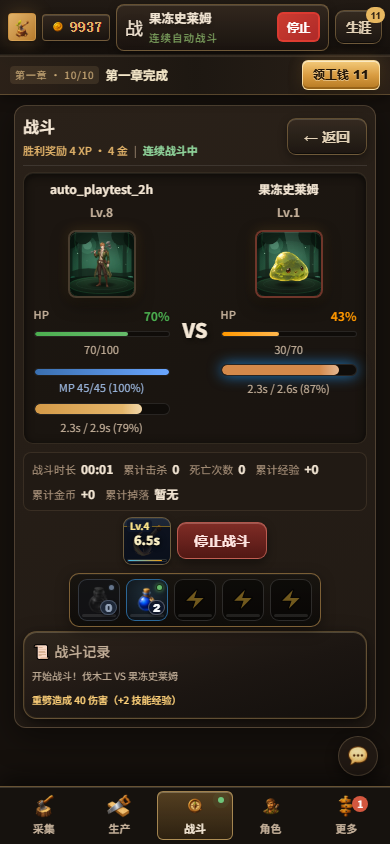 9937
战
果冻史莱姆
连续自动战斗
停止
生涯
11
第一章 · 10/10
第一章完成
领工钱 11
战斗
胜利奖励 4 XP · 4 金 | 连续战斗中
← 返回
auto_playtest_2h
Lv.8
果冻史莱姆
Lv.1
VS
HP 70%
70/100
MP 45/45 (100%)
2.3s / 2.9s (79%)
HP 43%
30/70
2.3s / 2.6s (87%)
战斗时长 00:01 累计击杀 0 死亡次数 0 累计经验 +0
累计金币 +0 累计掉落 暂无
Lv.4
6.5s
停止战斗
0
2
战斗记录
开始战斗！伐木工 VS 果冻史莱姆
重劈造成 40 伤害（+2 技能经验）
采集
生产
战斗
角色
更多
1